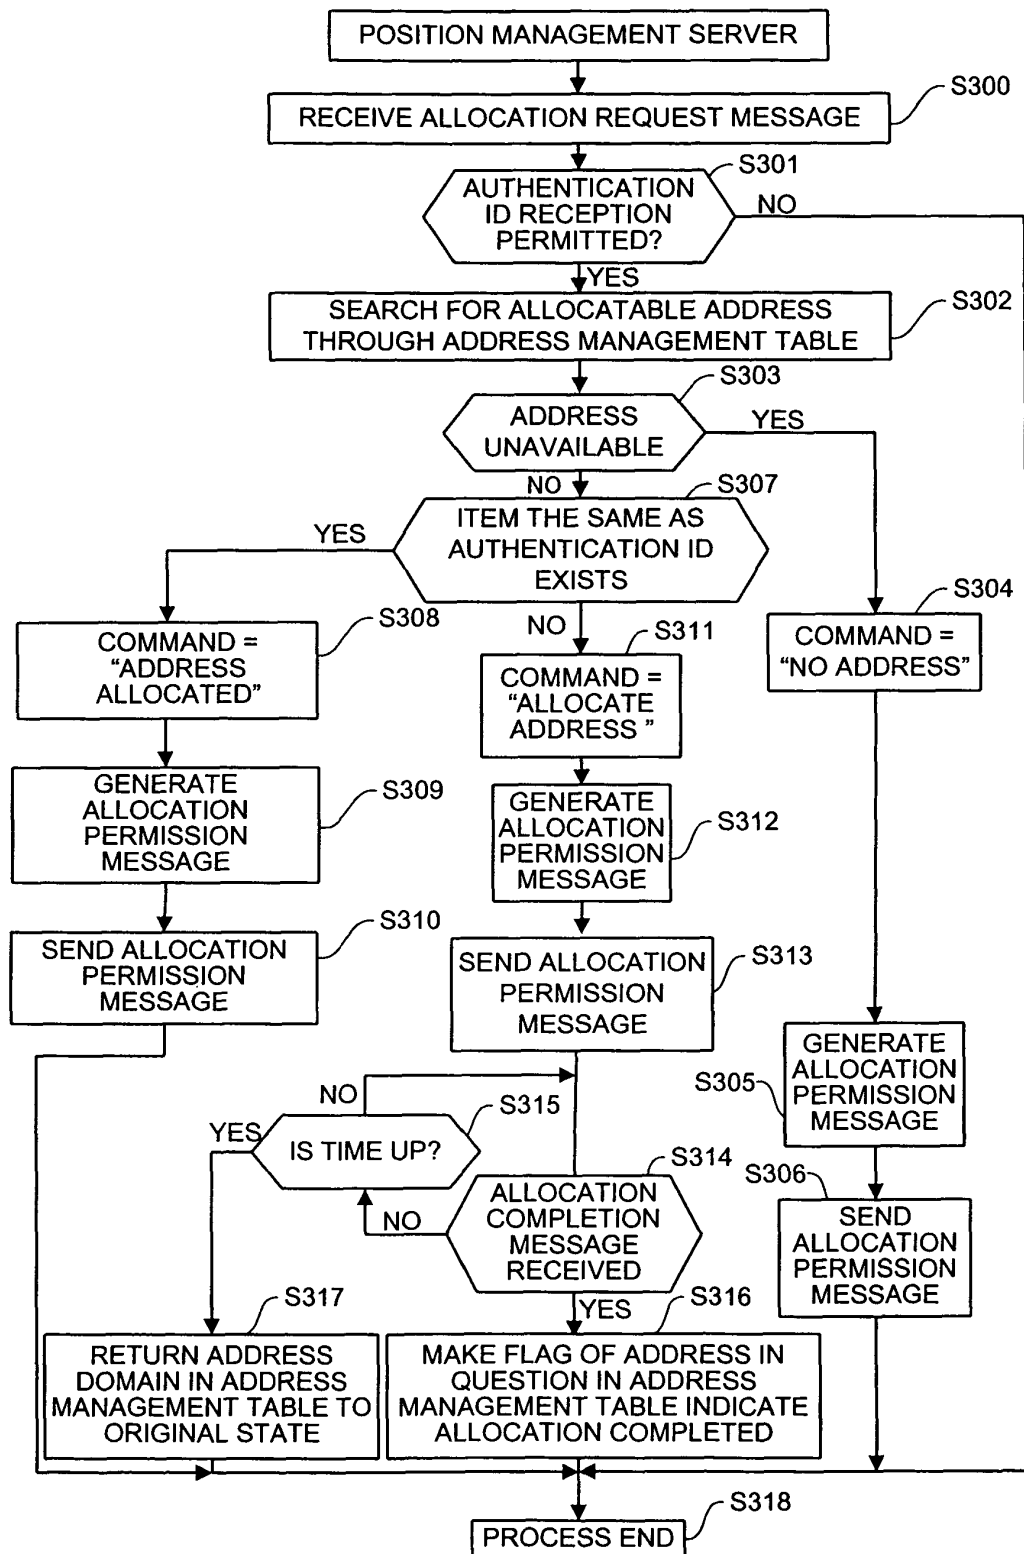 POSITION MANAGEMENT SERVER
S300
RECEIVE ALLOCATION REQUEST MESSAGE
S301
AUTHENTICATION
ID RECEPTION
PERMITTED?
NO
YES
S302
SEARCH FOR ALLOCATABLE ADDRESS
THROUGH ADDRESS MANAGEMENT TABLE
S303
ADDRESS
UNAVAILABLE
YES
NO
S307
ITEM THE SAME AS
AUTHENTICATION ID
EXISTS
YES
NO
S308
COMMAND =
“ADDRESS
ALLOCATED”
S311
COMMAND =
“ALLOCATE
ADDRESS ”
S304
COMMAND =
“NO ADDRESS”
S309
GENERATE
ALLOCATION
PERMISSION
MESSAGE
S312
GENERATE
ALLOCATION
PERMISSION
MESSAGE
S310
SEND ALLOCATION
PERMISSION
MESSAGE
S313
SEND ALLOCATION
PERMISSION
MESSAGE
S305
GENERATE
ALLOCATION
PERMISSION
MESSAGE
NO
S315
YES
IS TIME UP?
S314
ALLOCATION
COMPLETION
MESSAGE
RECEIVED
NO
YES
S306
SEND
ALLOCATION
PERMISSION
MESSAGE
S317
RETURN ADDRESS
DOMAIN IN ADDRESS
MANAGEMENT TABLE TO
ORIGINAL STATE
S316
MAKE FLAG OF ADDRESS IN
QUESTION IN ADDRESS
MANAGEMENT TABLE INDICATE
ALLOCATION COMPLETED
S318
PROCESS END